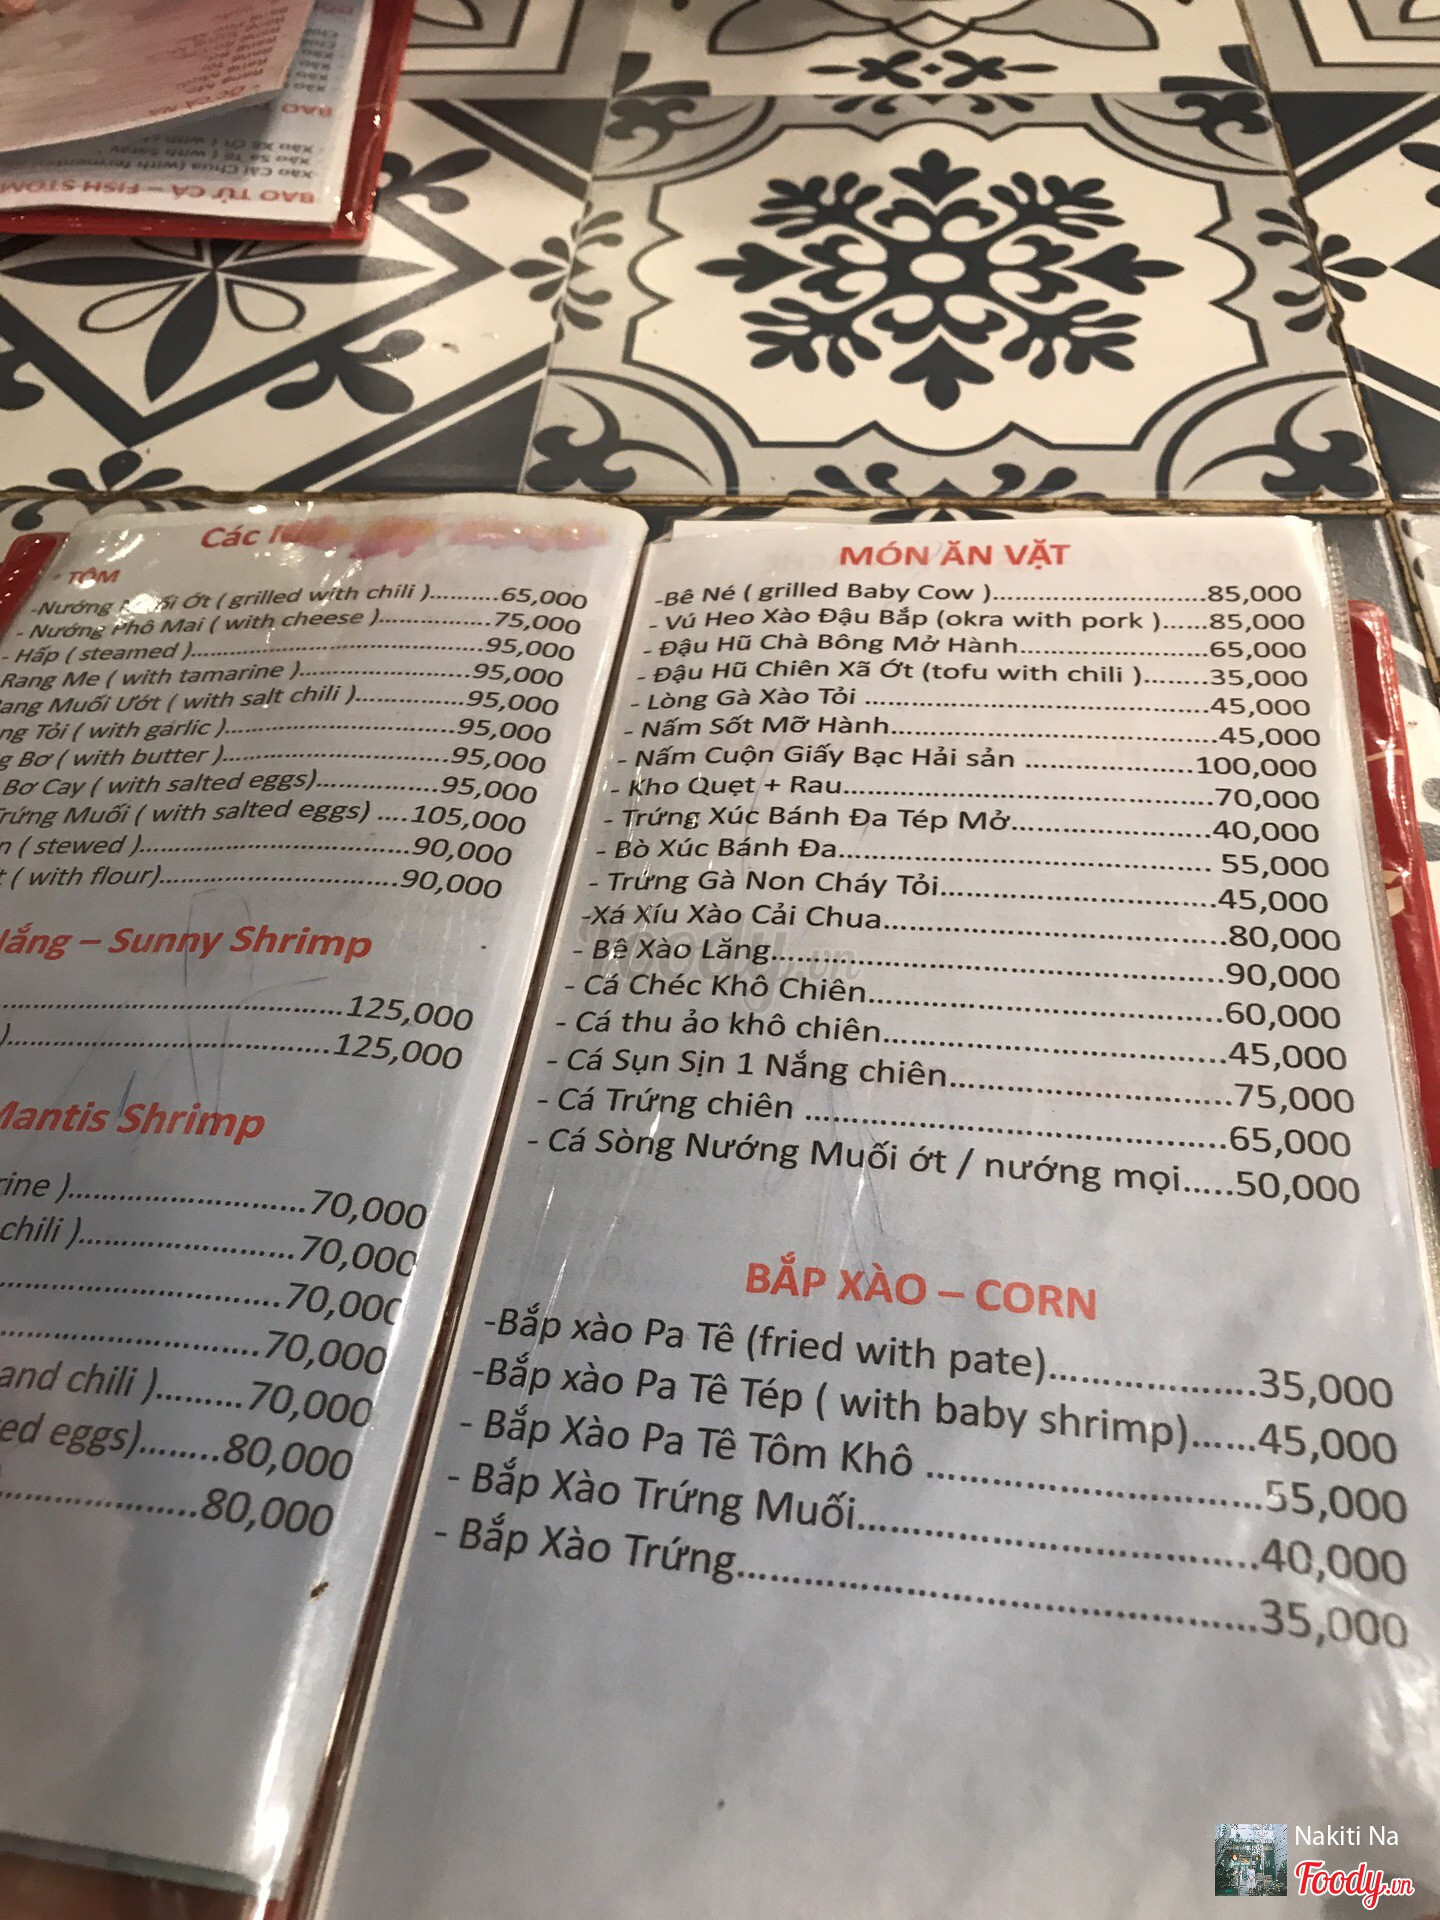 BAO TỬ CÁ – FISH STOM
Các
* TÔM
-Nướng Muối Ớt ( grilled with chili )..........65,000
- Nướng Phô Mai ( with cheese )................75,000
- Hấp ( steamed )..........................................95,000
Rang Me ( with tamarine )........................95,000
ang Muối Ướt ( with salt chili )................95,000
ng Tỏi ( with garlic )................................95,000
g Bơ ( with butter ).................................95,000
Bơ Cay ( with salted eggs)..................95,000
Trứng Muối ( with salted eggs) ....105,000
n ( stewed )........................................90,000
t ( with flour)....................................90,000
Nắng – Sunny Shrimp
........................................125,000
)........................................125,000
Mantis Shrimp
rine )............................70,000
chili )............................70,000
............................70,000
............................70,000
and chili ).........70,000
ed eggs)........80,000
....................80,000
MÓN ĂN VẶT
-Bê Né ( grilled Baby Cow )............................85,000
- Vú Heo Xào Đậu Bắp (okra with pork )......85,000
- Đậu Hũ Chà Bông Mở Hành.........................65,000
- Đậu Hũ Chiên Xã Ớt (tofu with chili )........35,000
- Lòng Gà Xào Tỏi ..........................................45,000
- Nấm Sốt Mỡ Hành........................................45,000
- Nấm Cuộn Giấy Bạc Hải sản .....................100,000
- Kho Quẹt + Rau............................................70,000
- Trứng Xúc Bánh Đa Tép Mở........................40,000
- Bò Xúc Bánh Đa............................................ 55,000
- Trưng Gà Non Cháy Tỏi...............................45,000
-Xá Xíu Xào Cải Chua......................................80,000
- Bê Xào Lăng..................................................90,000
- Cá Chéc Khô Chiên.......................................60,000
- Cá thu ảo khô chiên......................................45,000
- Cá Sụn Sịn 1 Nắng chiên..............................75,000
- Cá Trứng chiên .............................................65,000
- Cá Sòng Nướng Muối ớt / nướng mọi.....50,000
BẮP XÀO – CORN
-Bắp xào Pa Tê (fried with pate)...................35,000
-Bắp xào Pa Tê Tép ( with baby shrimp)......45,000
- Bắp Xào Pa Tê Tôm Khô ..............................55,000
- Bắp Xào Trứng Muối....................................40,000
- Bắp Xào Trứng..............................................35,000
Foody.vn
Nakiti Na
Foody.vn